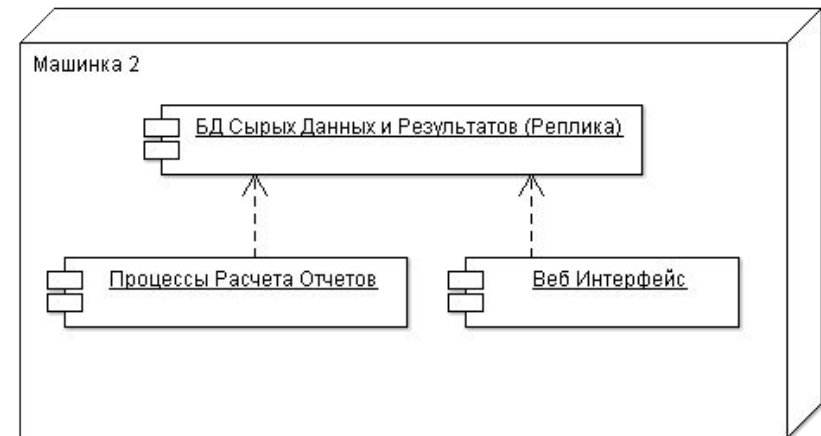 Машинка 2
БД Сырых Данных и Результатов (Реплика)
Процессы Расчета Отчетов
Веб Интерфейс